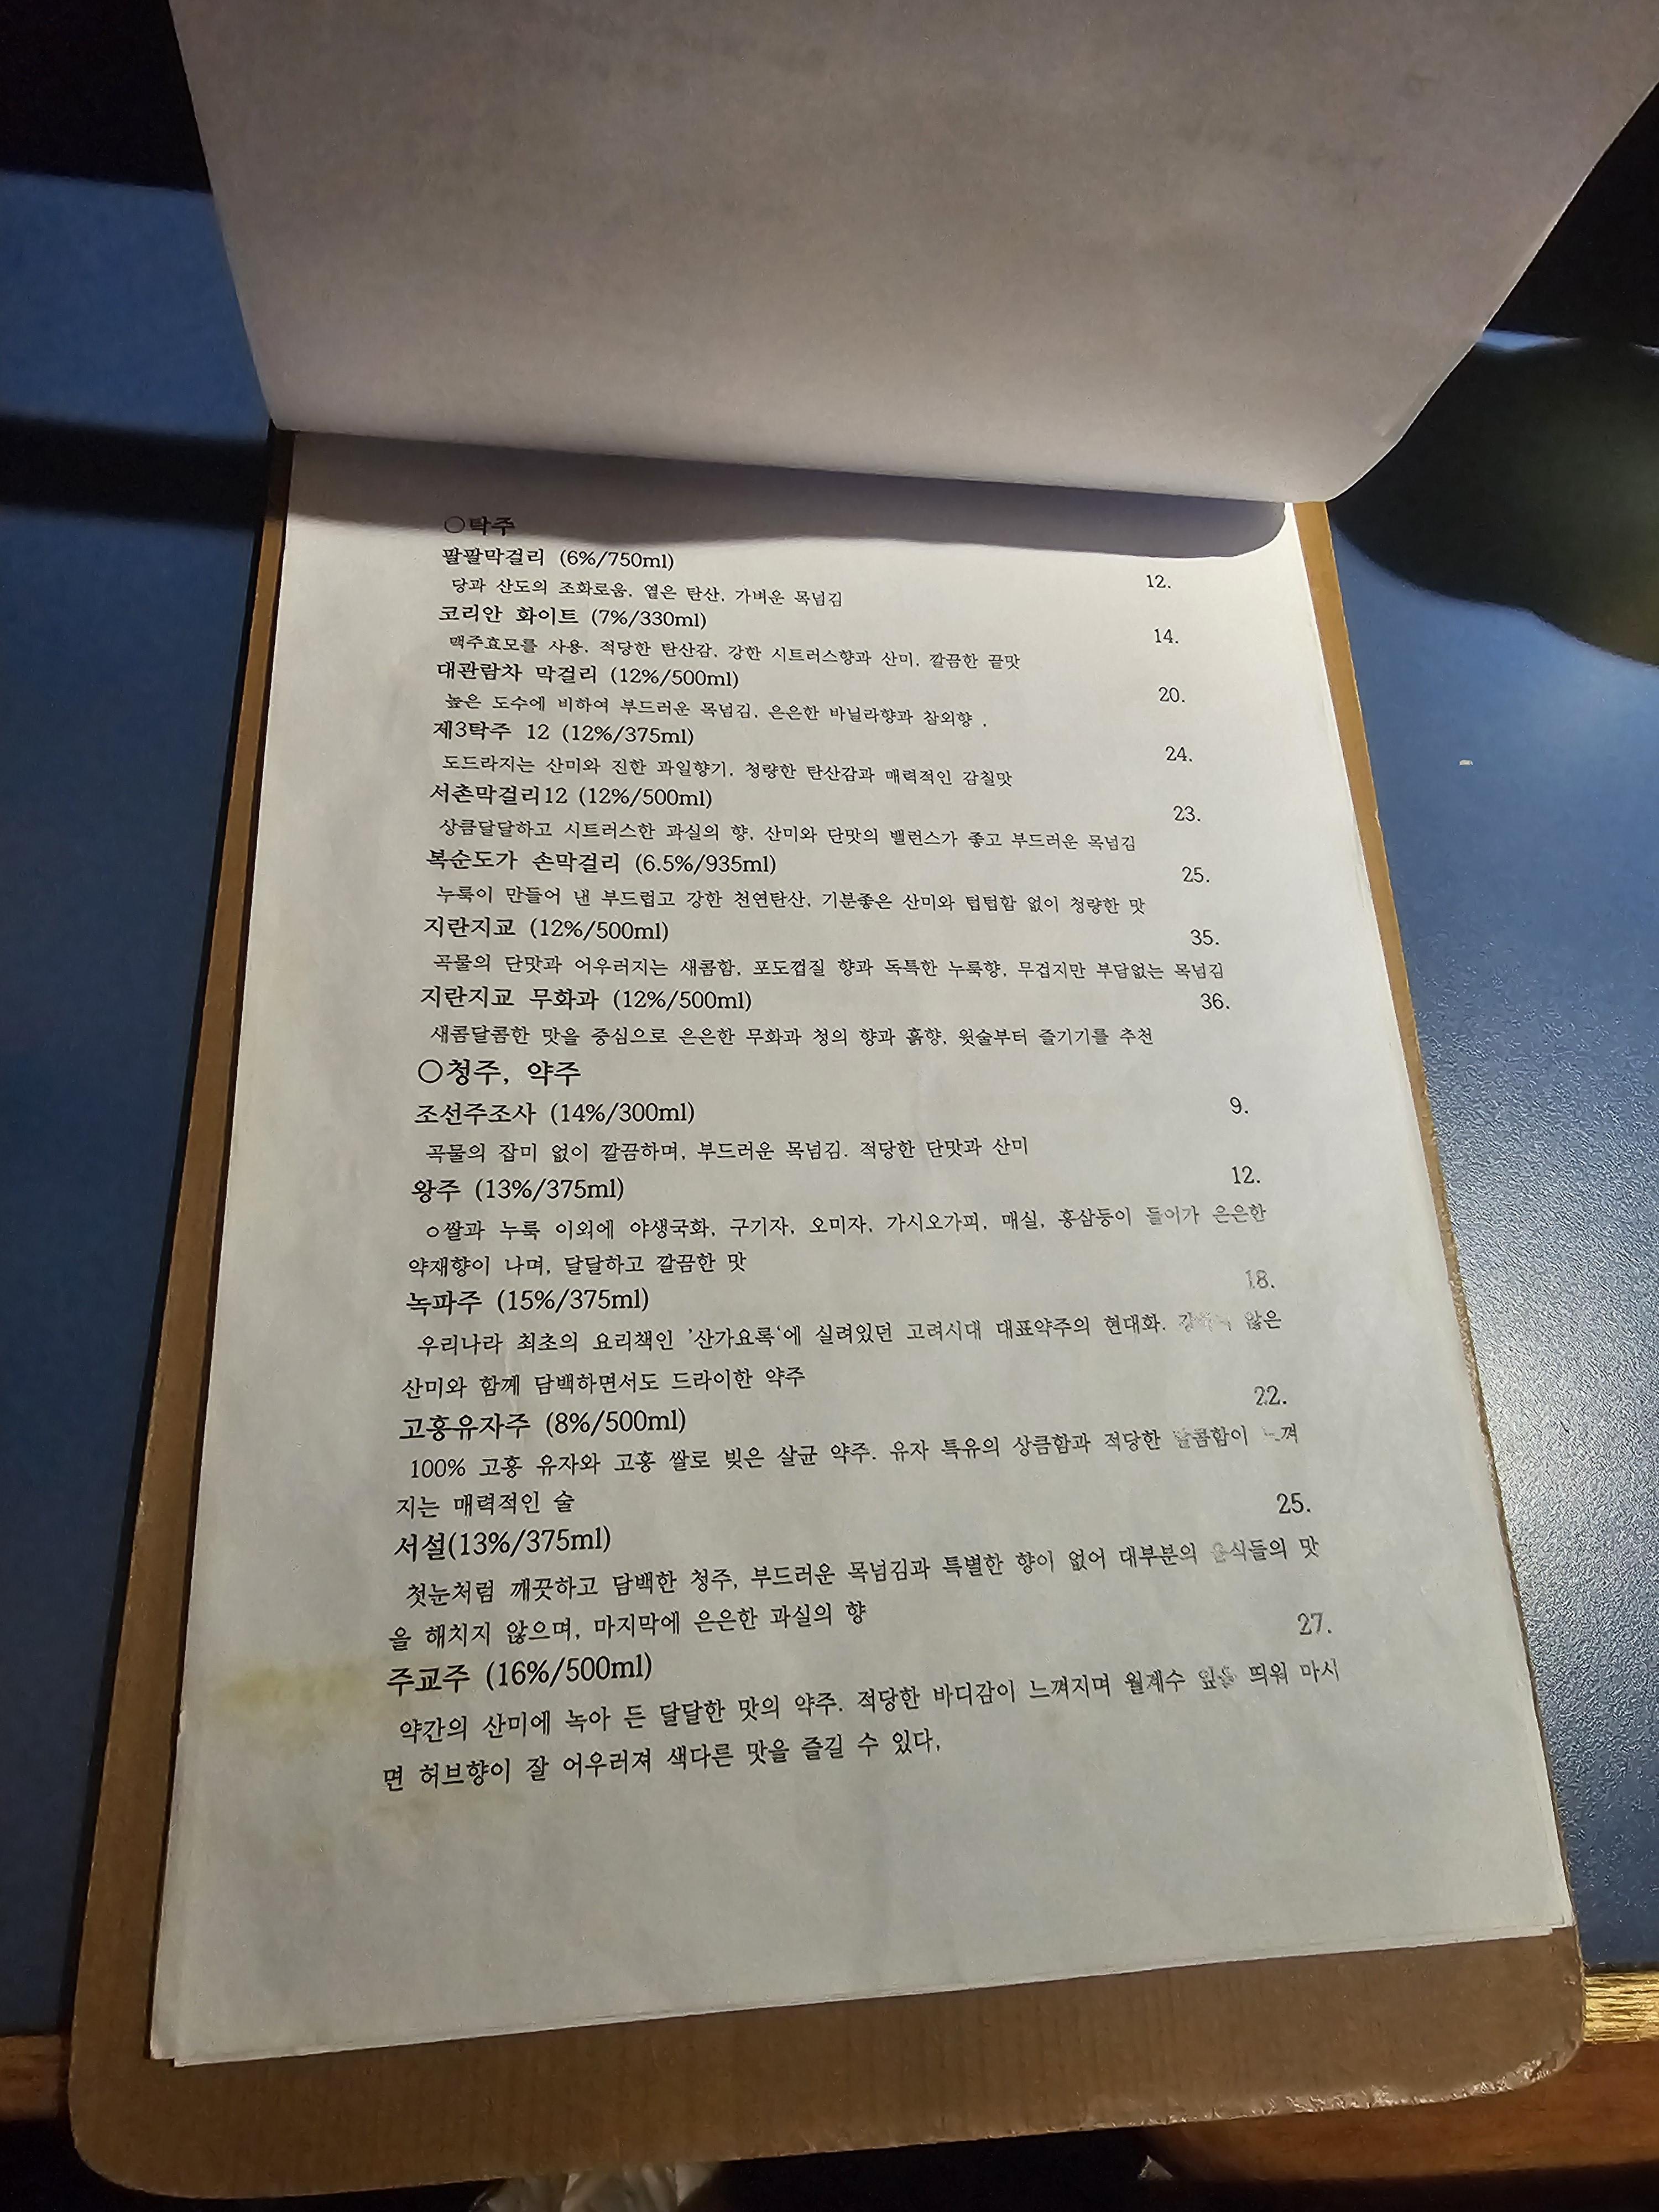 ○탁주
팔팔막걸리 (6%/750ml) 12.
당과 산도의 조화로움, 옅은 탄산, 가벼운 목넘김
코리안 화이트 (7%/330ml) 14.
맥주효모를 사용, 적당한 탄산감, 강한 시트러스향과 산미, 깔끔한 끝맛
대관람차 막걸리 (12%/500ml) 20.
높은 도수에 비하여 부드러운 목넘김, 은은한 바닐라향과 참외향 .
제3탁주 12 (12%/375ml) 24.
도드라지는 산미와 진한 과일향기, 청량한 탄산감과 매력적인 감칠맛
서촌막걸리12 (12%/500ml) 23.
상큼달달하고 시트러스한 과실의 향, 산미와 단맛의 밸런스가 좋고 부드러운 목넘김
복순도가 손막걸리 (6.5%/935ml) 25.
누룩이 만들어 낸 부드럽고 강한 천연탄산, 기분좋은 산미와 텁텁함 없이 청량한 맛
지란지교 (12%/500ml) 35.
곡물의 단맛과 어우러지는 새콤함, 포도껍질 향과 독특한 누룩향, 무겁지만 부담없는 목넘김
지란지교 무화과 (12%/500ml) 36.
새콤달콤한 맛을 중심으로 은은한 무화과 청의 향과 흙향, 윗술부터 즐기기를 추천
○청주, 약주
조선주조사 (14%/300ml) 9.
곡물의 잡미 없이 깔끔하며, 부드러운 목넘김. 적당한 단맛과 산미
왕주 (13%/375ml) 12.
ㅇ쌀과 누룩 이외에 야생국화, 구기자, 오미자, 가시오가피, 매실, 홍삼등이 들어가 은은한
약재향이 나며, 달달하고 깔끔한 맛
녹파주 (15%/375ml) 18.
우리나라 최초의 요리책인 '산가요록'에 실려있던 고려시대 대표약주의 현대화. 않은
산미와 함께 담백하면서도 드라이한 약주
고흥유자주 (8%/500ml) 22.
100% 고흥 유자와 고흥 쌀로 빚은 살균 약주. 유자 특유의 상큼함과 적당한 달콤함이 느껴
지는 매력적인 술
서설(13%/375ml) 25.
첫눈처럼 깨끗하고 담백한 청주, 부드러운 목넘김과 특별한 향이 없어 대부분의 음식들의 맛
을 해치지 않으며, 마지막에 은은한 과실의 향
주교주 (16%/500ml) 27.
약간의 산미에 녹아 든 달달한 맛의 약주. 적당한 바디감이 느껴지며 월계수 잎을 띄워 마시
면 허브향이 잘 어우러져 색다른 맛을 즐길 수 있다,